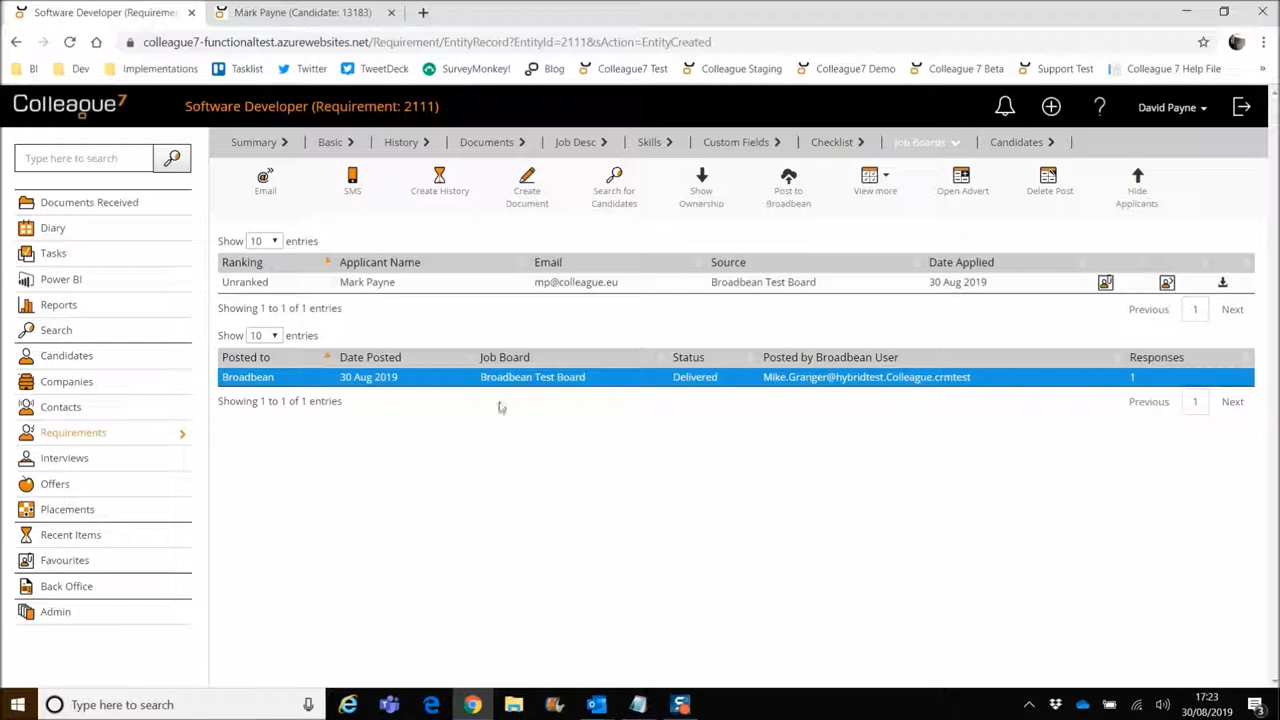 Software Developer (Requiremen
Mark Payne (Candidate: 13183)
colleague7-functionaltest.azurewebsites.net/Requirement/EntityRecord?EntityId=2111&sAction=EntityCreated
BI
Dev
Implementations
Tasklist
Twitter
TweetDeck
SurveyMonkey!
Blog
Colleague7 Test
Colleague Staging
Colleague7 Demo
Colleague 7 Beta
Support Test
Colleague 7 Help File
Colleague7
Software Developer (Requirement: 2111)
David Payne
Type here to search
Summary
Basic
History
Documents
Job Desc
Skills
Custom Fields
Checklist
Job Boards
Candidates
Email
SMS
Create History
Create Document
Search for Candidates
Show Ownership
Post to Broadbean
View more
Open Advert
Delete Post
Hide Applicants
Documents Received
Diary
Tasks
Power BI
Reports
Search
Candidates
Companies
Contacts
Requirements
Interviews
Offers
Placements
Recent Items
Favourites
Back Office
Admin
Show 10 entries
Ranking Applicant Name Email Source Date Applied
Unranked Mark Payne mp@colleague.eu Broadbean Test Board 30 Aug 2019
Showing 1 to 1 of 1 entries Previous 1 Next
Show 10 entries
Posted to Date Posted Job Board Status Posted by Broadbean User Responses
Broadbean 30 Aug 2019 Broadbean Test Board Delivered Mike.Granger@hybridtest.Colleague.crmtest 1
Showing 1 to 1 of 1 entries Previous 1 Next
Type here to search
17:23
30/08/2019
3